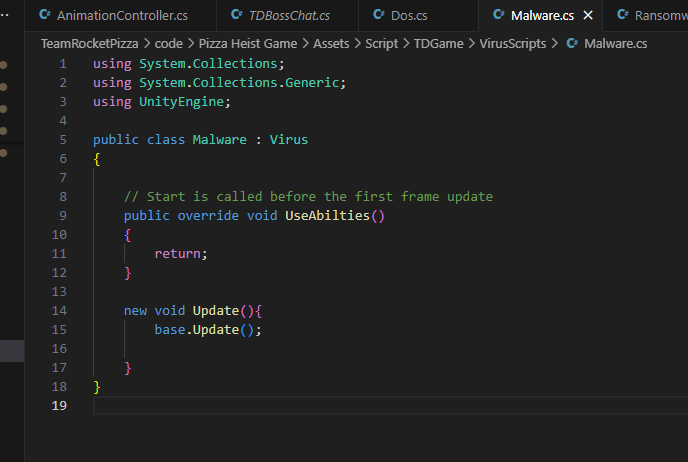 AnimationController.cs TDBossChat.cs Dos.cs Malware.cs Ransomw
TeamRocketPizza > code > Pizza Heist Game > Assets > Script > TDGame > VirusScripts > Malware.cs
1 using System.Collections;
2 using System.Collections.Generic;
3 using UnityEngine;
4
5 public class Malware : Virus
6 {
7
8 // Start is called before the first frame update
9 public override void UseAbilties()
10 {
11 return;
12 }
13
14 new void Update(){
15 base.Update();
16
17 }
18 }
19